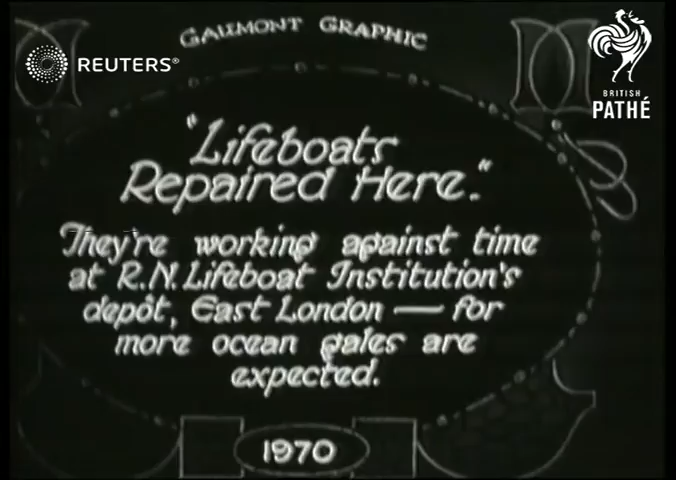 GAUMONT GRAPHIC
REUTERS®
BRITISH
PATHÉ
"Lifeboats
Repaired Here."
They're working against time
at R.N. Lifeboat Institution's
depôt, East London — for
more ocean gales are
expected.
1970